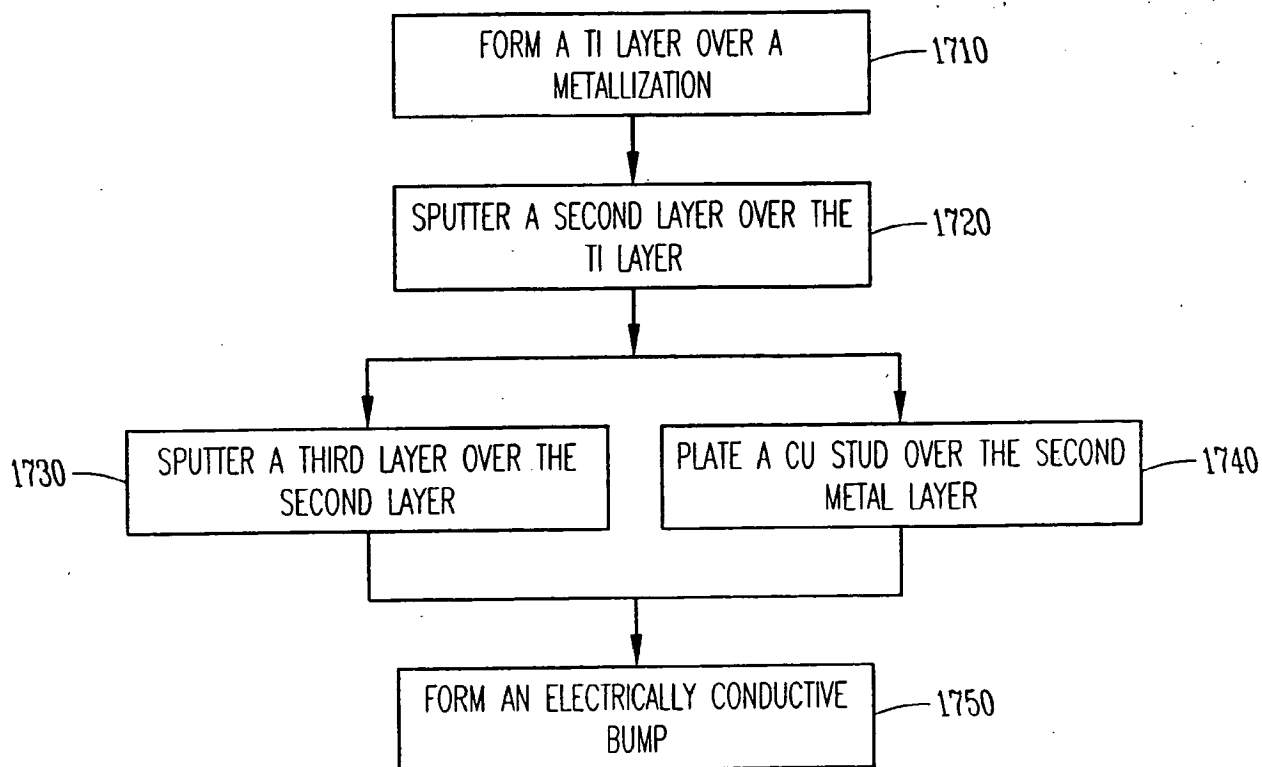 FORM A TI LAYER OVER A
METALLIZATION
1710
SPUTTER A SECOND LAYER OVER THE
TI LAYER
1720
1730
SPUTTER A THIRD LAYER OVER THE
SECOND LAYER
PLATE A CU STUD OVER THE SECOND
METAL LAYER
1740
FORM AN ELECTRICALLY CONDUCTIVE
BUMP
1750